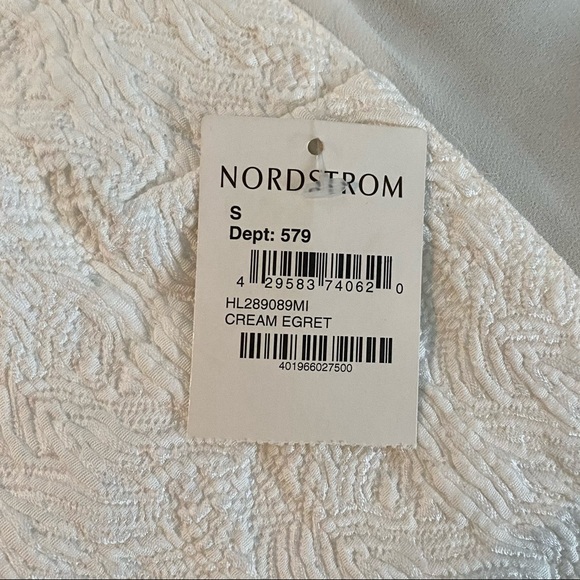 NORDSTROM
S
Dept: 579
4 29583 74062 0
HL289089MI
CREAM EGRET
401966027500